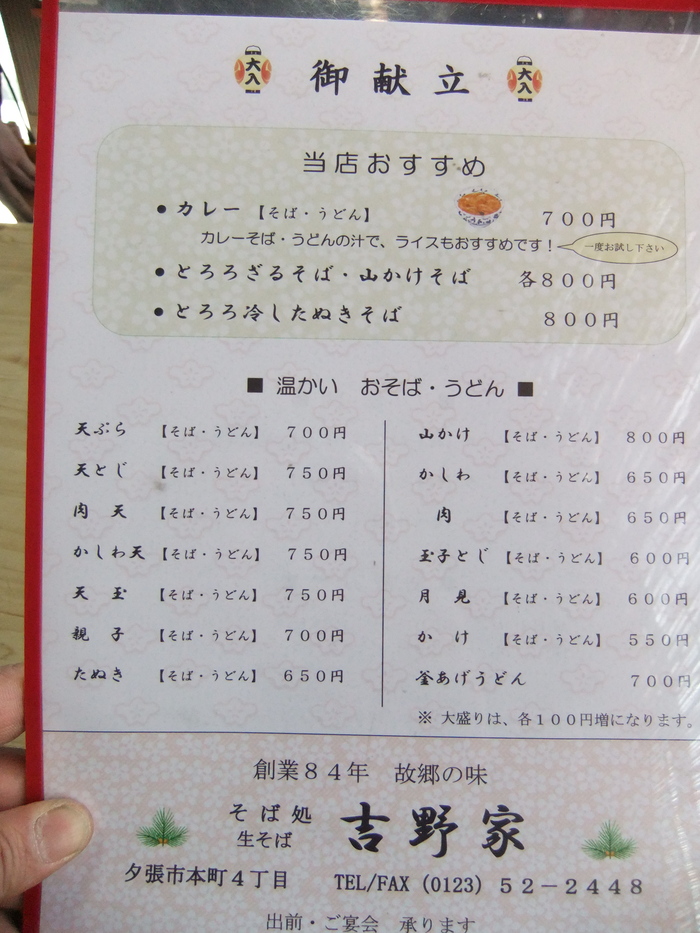 大入 御献立 大入
当店おすすめ
● カレー 【そば・うどん】 700円
カレーそば・うどんの汁で、ライスもおすすめです！ 一度お試し下さい
● とろろざるそば・山かけそば 各800円
● とろろ冷したぬきそば 800円
■ 温かい おそば・うどん ■
天ぷら 【そば・うどん】 700円
天とじ 【そば・うどん】 750円
肉 天 【そば・うどん】 750円
かしわ天 【そば・うどん】 750円
天 玉 【そば・うどん】 750円
親 子 【そば・うどん】 700円
たぬき 【そば・うどん】 650円
山かけ 【そば・うどん】 800円
かしわ 【そば・うどん】 650円
肉 【そば・うどん】 650円
玉子とじ 【そば・うどん】 600円
月 見 【そば・うどん】 600円
か け 【そば・うどん】 550円
釜あげうどん 700円
※ 大盛りは、各100円増になります。
創業84年 故郷の味
そば処
生そば
吉野家
夕張市本町4丁目 TEL/FAX (0123) 52－2448
出前・ご宴会 承ります